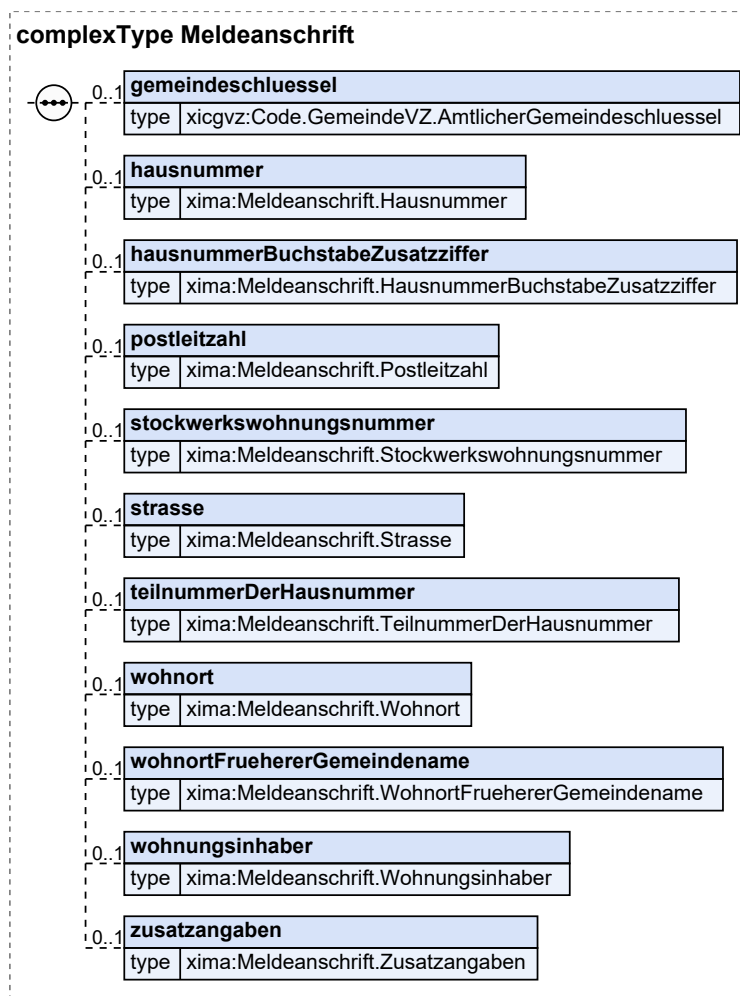 complexType Meldeanschrift
0..1 gemeindeschluessel
type xicgvz:Code.GemeindeVZ.AmtlicherGemeindeschluessel
0..1 hausnummer
type xima:Meldeanschrift.Hausnummer
0..1 hausnummerBuchstabeZusatzziffer
type xima:Meldeanschrift.HausnummerBuchstabeZusatzziffer
0..1 postleitzahl
type xima:Meldeanschrift.Postleitzahl
0..1 stockwerkswohnungsnummer
type xima:Meldeanschrift.Stockwerkswohnungsnummer
0..1 strasse
type xima:Meldeanschrift.Strasse
0..1 teilnummerDerHausnummer
type xima:Meldeanschrift.TeilnummerDerHausnummer
0..1 wohnort
type xima:Meldeanschrift.Wohnort
0..1 wohnortFruehererGemeindename
type xima:Meldeanschrift.WohnortFruehererGemeindename
0..1 wohnungsinhaber
type xima:Meldeanschrift.Wohnungsinhaber
0..1 zusatzangaben
type xima:Meldeanschrift.Zusatzangaben